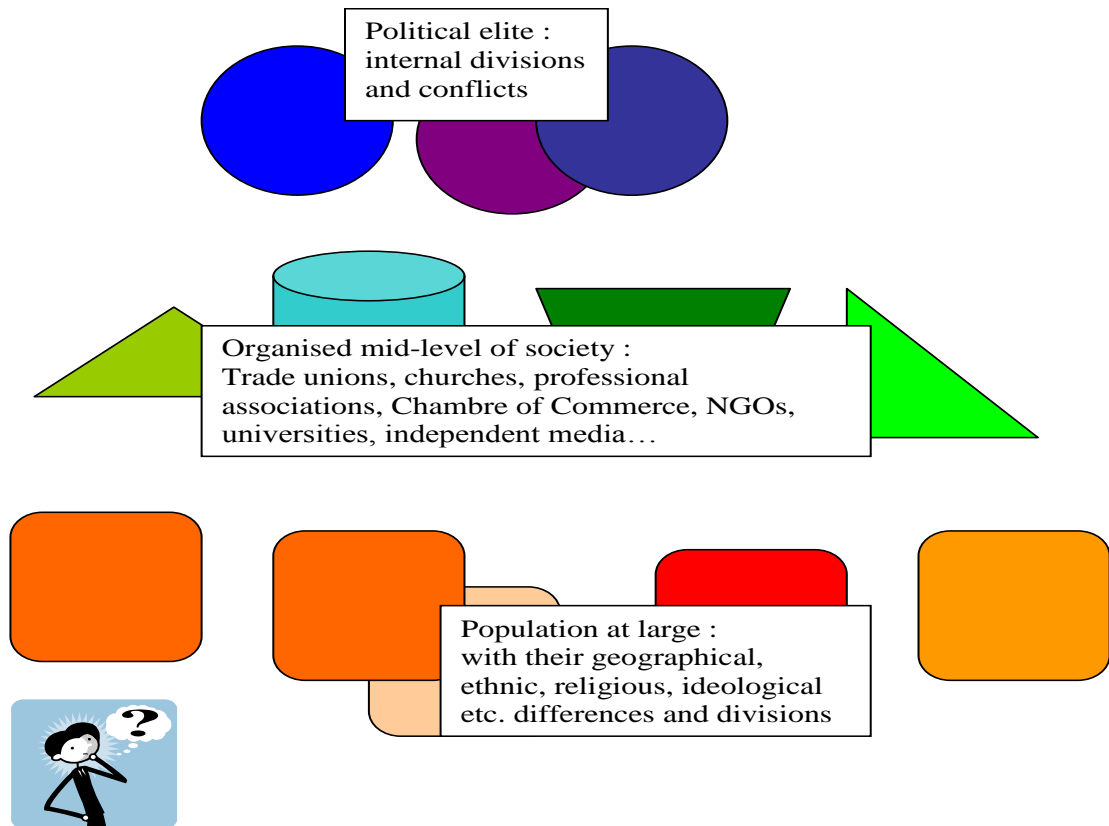 Political elite :
internal divisions
and conflicts
Organised mid-level of society :
Trade unions, churches, professional
associations, Chambre of Commerce, NGOs,
universities, independent media…
Population at large :
with their geographical,
ethnic, religious, ideological
etc. differences and divisions
?